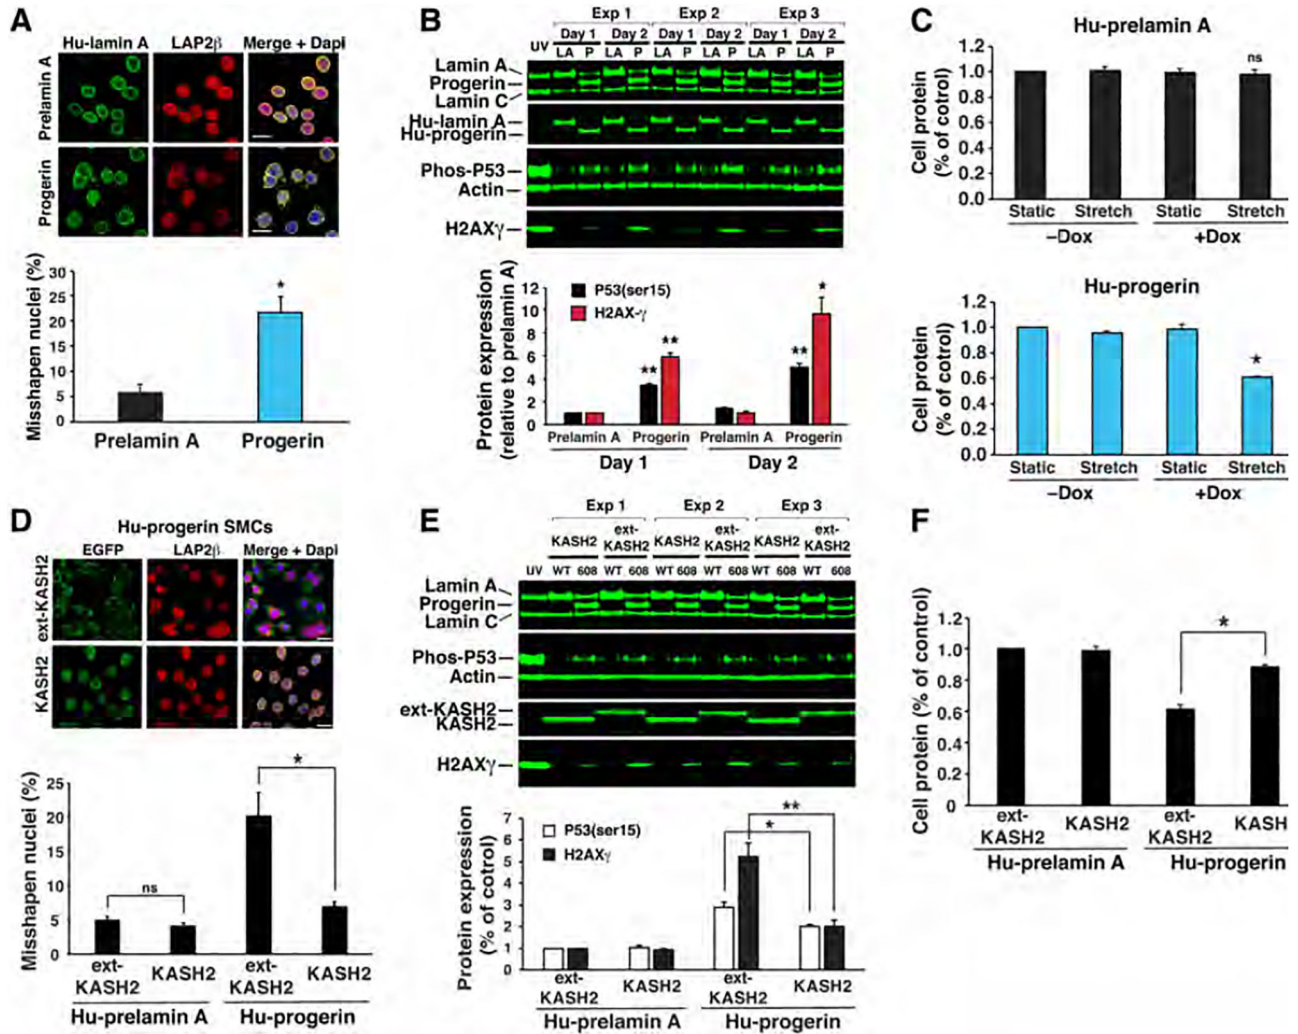 A
Hu-lamin A LAP2β Merge + Dapi
Prelamin A
Progerin
Misshapen nuclei (%)
30
25
20
15
10
5
0
*
Prelamin A Progerin
B
Exp 1 Exp 2 Exp 3
Day 1 Day 2 Day 1 Day 2 Day 1 Day 2
UV LA P LA P LA P LA P LA P LA P
Lamin A
Progerin
Lamin C
Hu-lamin A
Hu-progerin
Phos-P53
Actin
H2AXγ
Protein expression
(relative to prelamin A)
12
10
8
6
4
2
0
P53(ser15)
H2AX-γ
** ** ** *
Prelamin A Progerin Prelamin A Progerin
Day 1 Day 2
C
Hu-prelamin A
Cell protein
(% of cotrol)
1.2
1.0
0.8
0.6
0.4
0.2
0.0
ns
Static Stretch Static Stretch
–Dox +Dox
Hu-progerin
Cell protein
(% of cotrol)
1.2
1.0
0.8
0.6
0.4
0.2
0.0
*
Static Stretch Static Stretch
–Dox +Dox
D
Hu-progerin SMCs
EGFP LAP2β Merge + Dapi
ext-KASH2
KASH2
Misshapen nuclei (%)
25
20
15
10
5
0
ns
*
ext-
KASH2 KASH2 ext-
KASH2 KASH2
Hu-prelamin A Hu-progerin
E
Exp 1 Exp 2 Exp 3
KASH2 ext-
KASH2 KASH2 ext-
KASH2 KASH2 ext-
KASH2
UV WT 608 WT 608 WT 608 WT 608 WT 608 WT 608
Lamin A
Progerin
Lamin C
Phos-P53
Actin
ext-KASH2
KASH2
H2AXγ
Protein expression
(% of cotrol)
7
6
5
4
3
2
1
0
P53(ser15)
H2AXγ
**
*
ext-
KASH2 KASH2 ext-
KASH2 KASH2
Hu-prelamin A Hu-progerin
F
Cell protein (% of control)
1.2
1.0
0.8
0.6
0.4
0.2
0
*
ext-
KASH2 KASH2 ext-
KASH2 KASH
Hu-prelamin A Hu-progerin